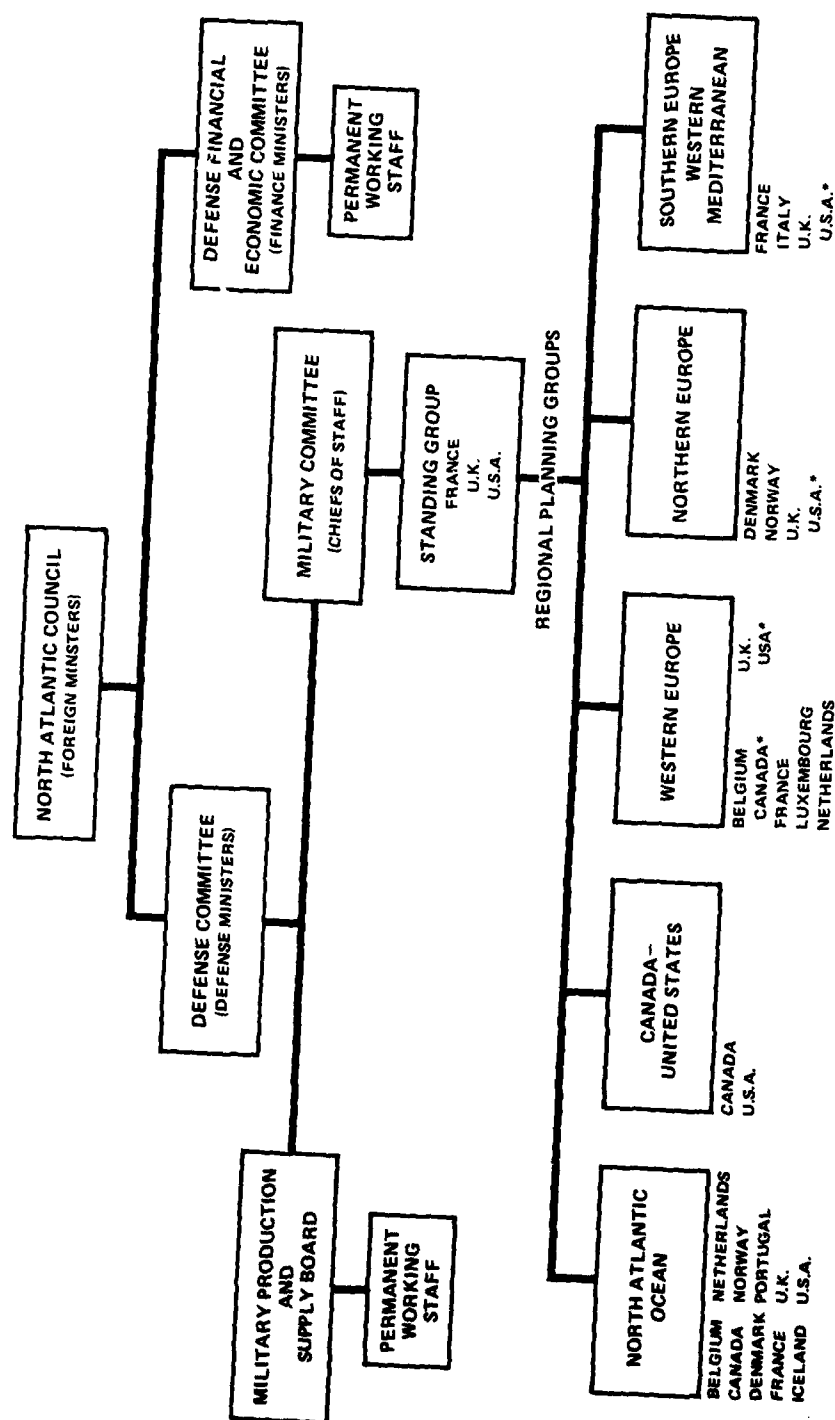 NORTH ATLANTIC COUNCIL
(FOREIGN MINSTERS)
DEFENSE COMMITTEE
(DEFENSE MINISTERS)
DEFENSE FINANCIAL
AND
ECONOMIC COMMITTEE
(FINANCE MINISTERS)
PERMANENT
WORKING
STAFF
MILITARY PRODUCTION
AND
SUPPLY BOARD
PERMANENT
WORKING
STAFF
MILITARY COMMITTEE
(CHIEFS OF STAFF)
STANDING GROUP
FRANCE
U.K.
U.S.A.
REGIONAL PLANNING GROUPS
NORTH ATLANTIC
OCEAN
BELGIUM NETHERLANDS
CANADA NORWAY
DENMARK PORTUGAL
FRANCE U.K.
ICELAND U.S.A.
CANADA–
UNITED STATES
CANADA
U.S.A.
WESTERN EUROPE
BELGIUM U.K.
CANADA* USA*
FRANCE
LUXEMBOURG
NETHERLANDS
NORTHERN EUROPE
DENMARK
NORWAY
U.K.
U.S.A.*
SOUTHERN EUROPE
WESTERN
MEDITERRANEAN
FRANCE
ITALY
U.K.
U.S.A.*